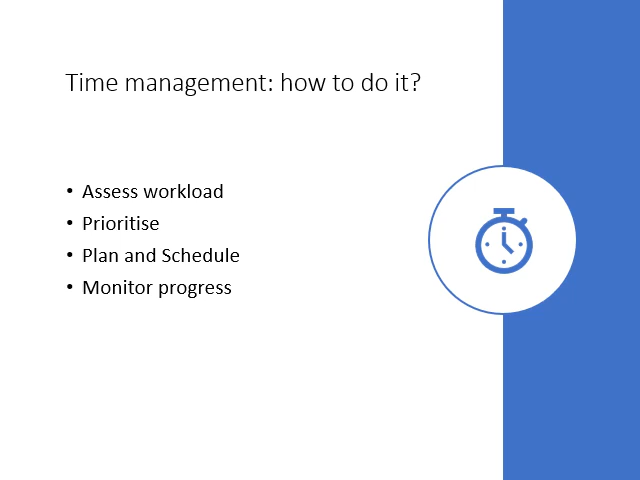 Time management: how to do it?
• Assess workload
• Prioritise
• Plan and Schedule
• Monitor progress